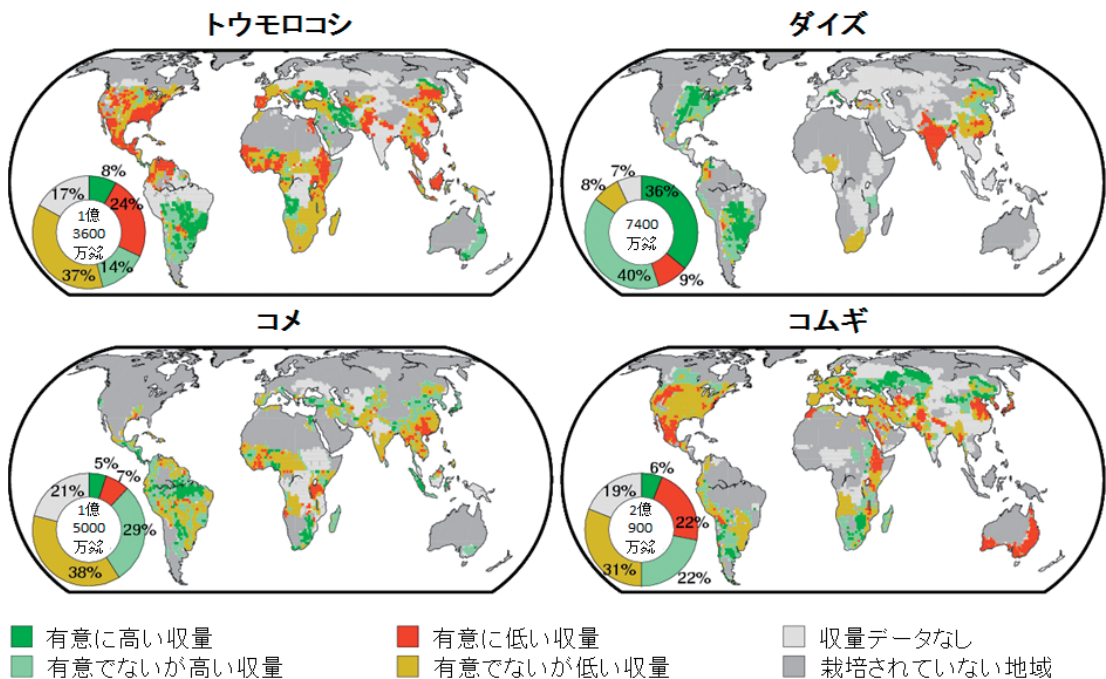 トウモロコシ
8%
17%
24%
1億
3600
万㌶
37%
14%
ダイズ
7%
8%
36%
7400
万㌶
40%
9%
コメ
5%
7%
21%
1億
5000
万㌶
29%
38%
コムギ
6%
19%
2億
900
万㌶
22%
31%
22%
有意に高い収量
有意に低い収量
収量データなし
有意でないが高い収量
有意でないが低い収量
栽培されていない地域